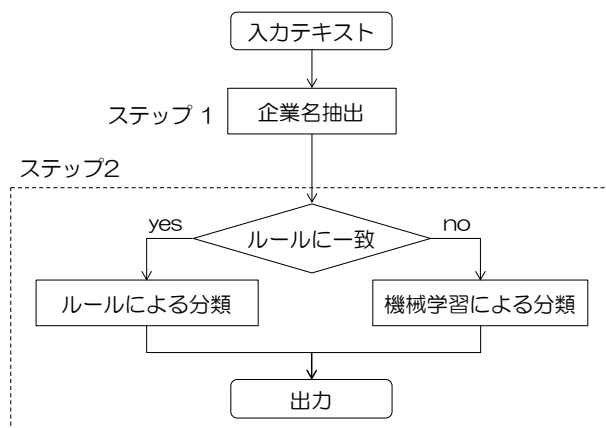 入力テキスト
ステップ 1
企業名抽出
ステップ2
yes
ルールに一致
no
ルールによる分類
機械学習による分類
出力